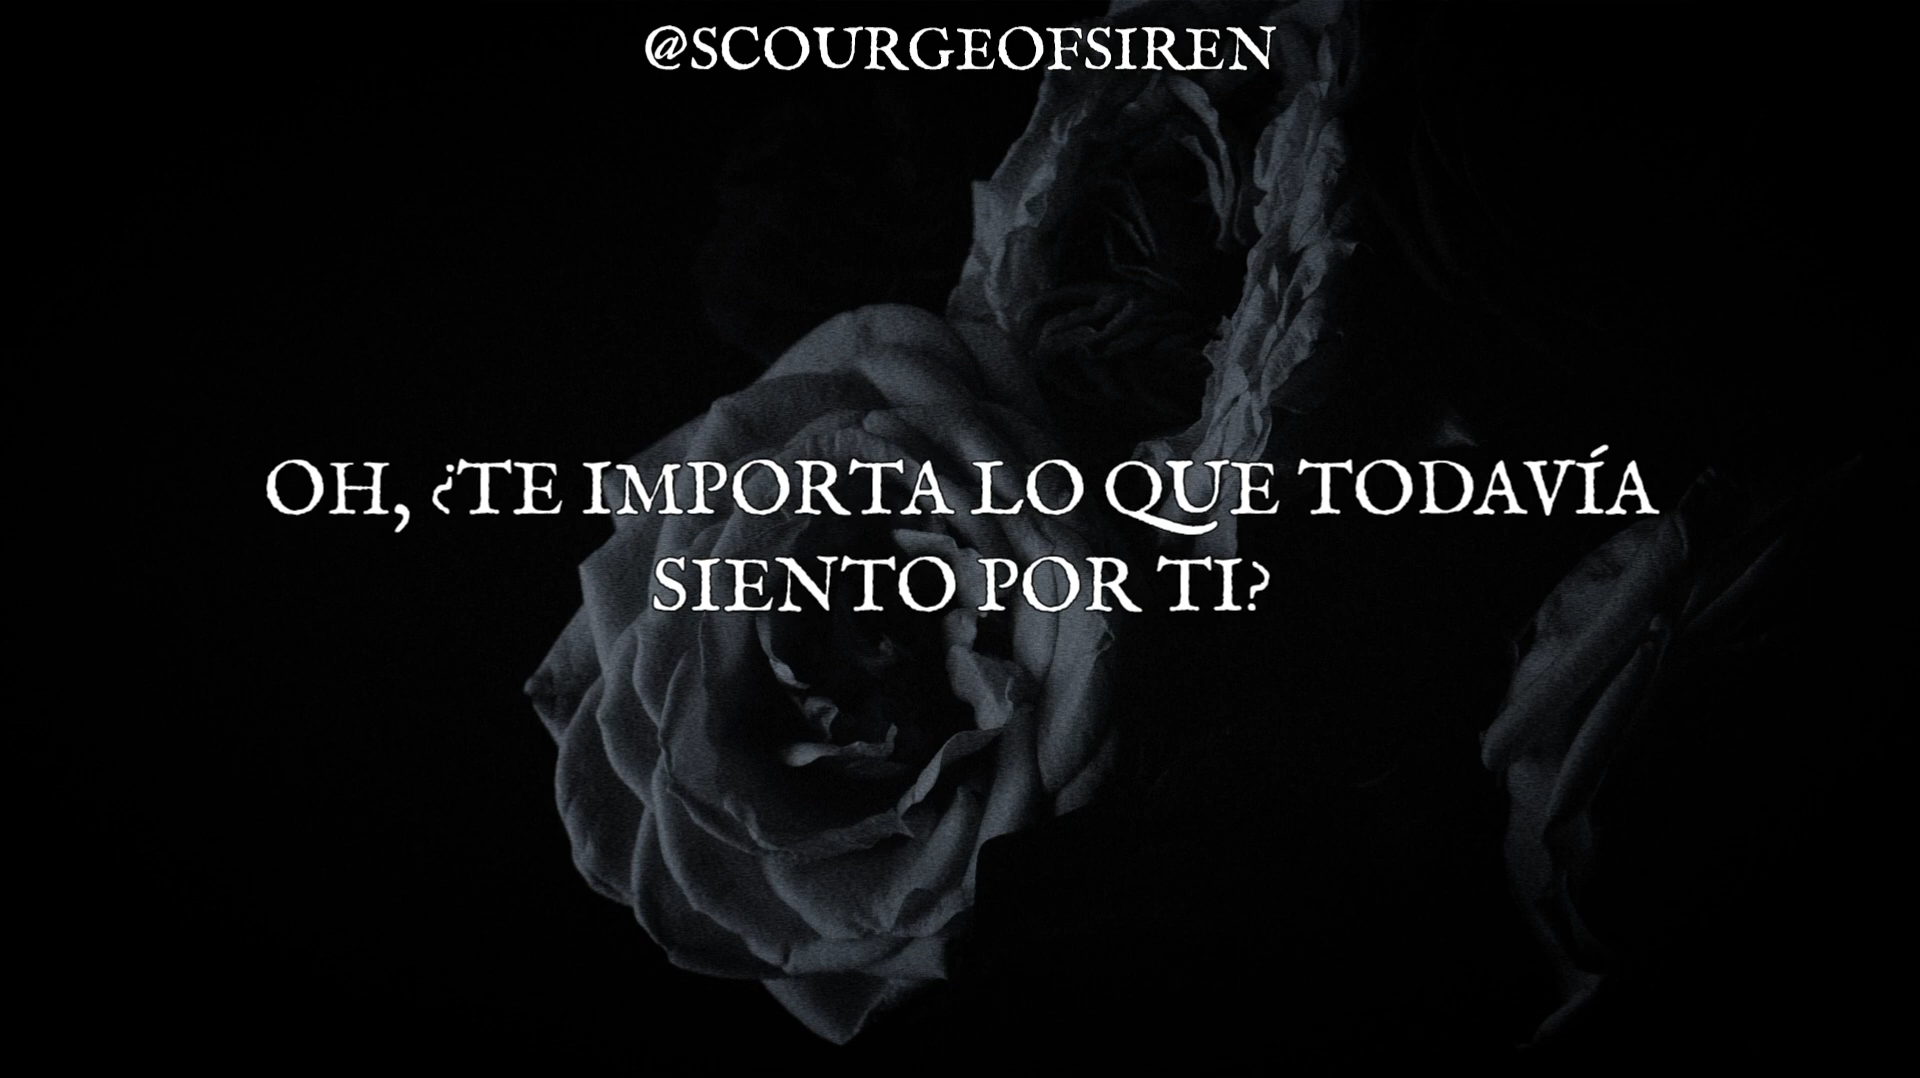 @SCOURGEOFSIREN
OH, ¿TE IMPORTA LO QUE TODAVÍA
SIENTO POR TI?